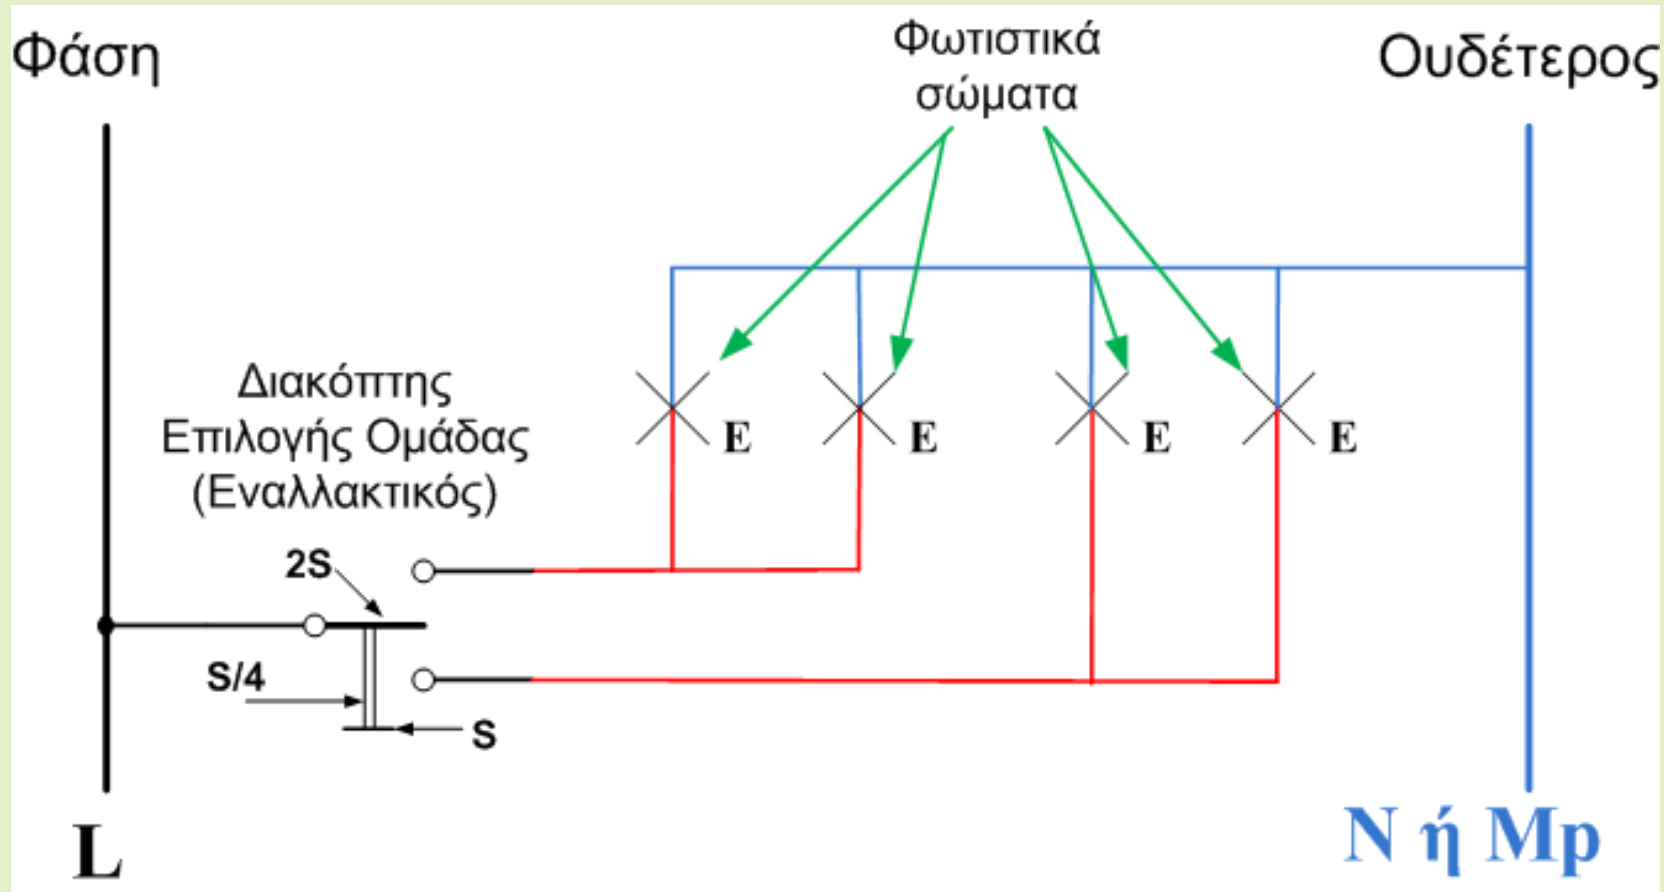 Φάση
Φωτιστικά
σώματα
Ουδέτερος
Διακόπτης
Επιλογής Ομάδας
(Εναλλακτικός)
E
E
E
E
2S
S/4
S
L
N ή Mp